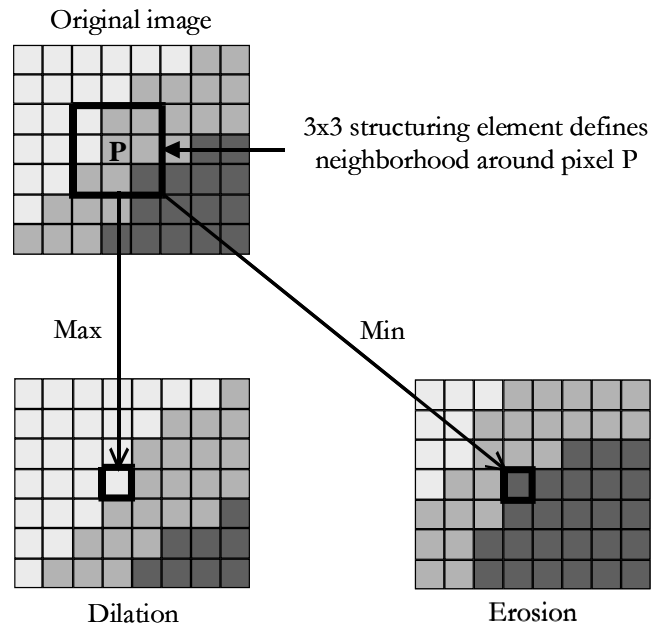 Original image
3x3 structuring element defines
neighborhood around pixel P
P
Max
Min
Dilation
Erosion